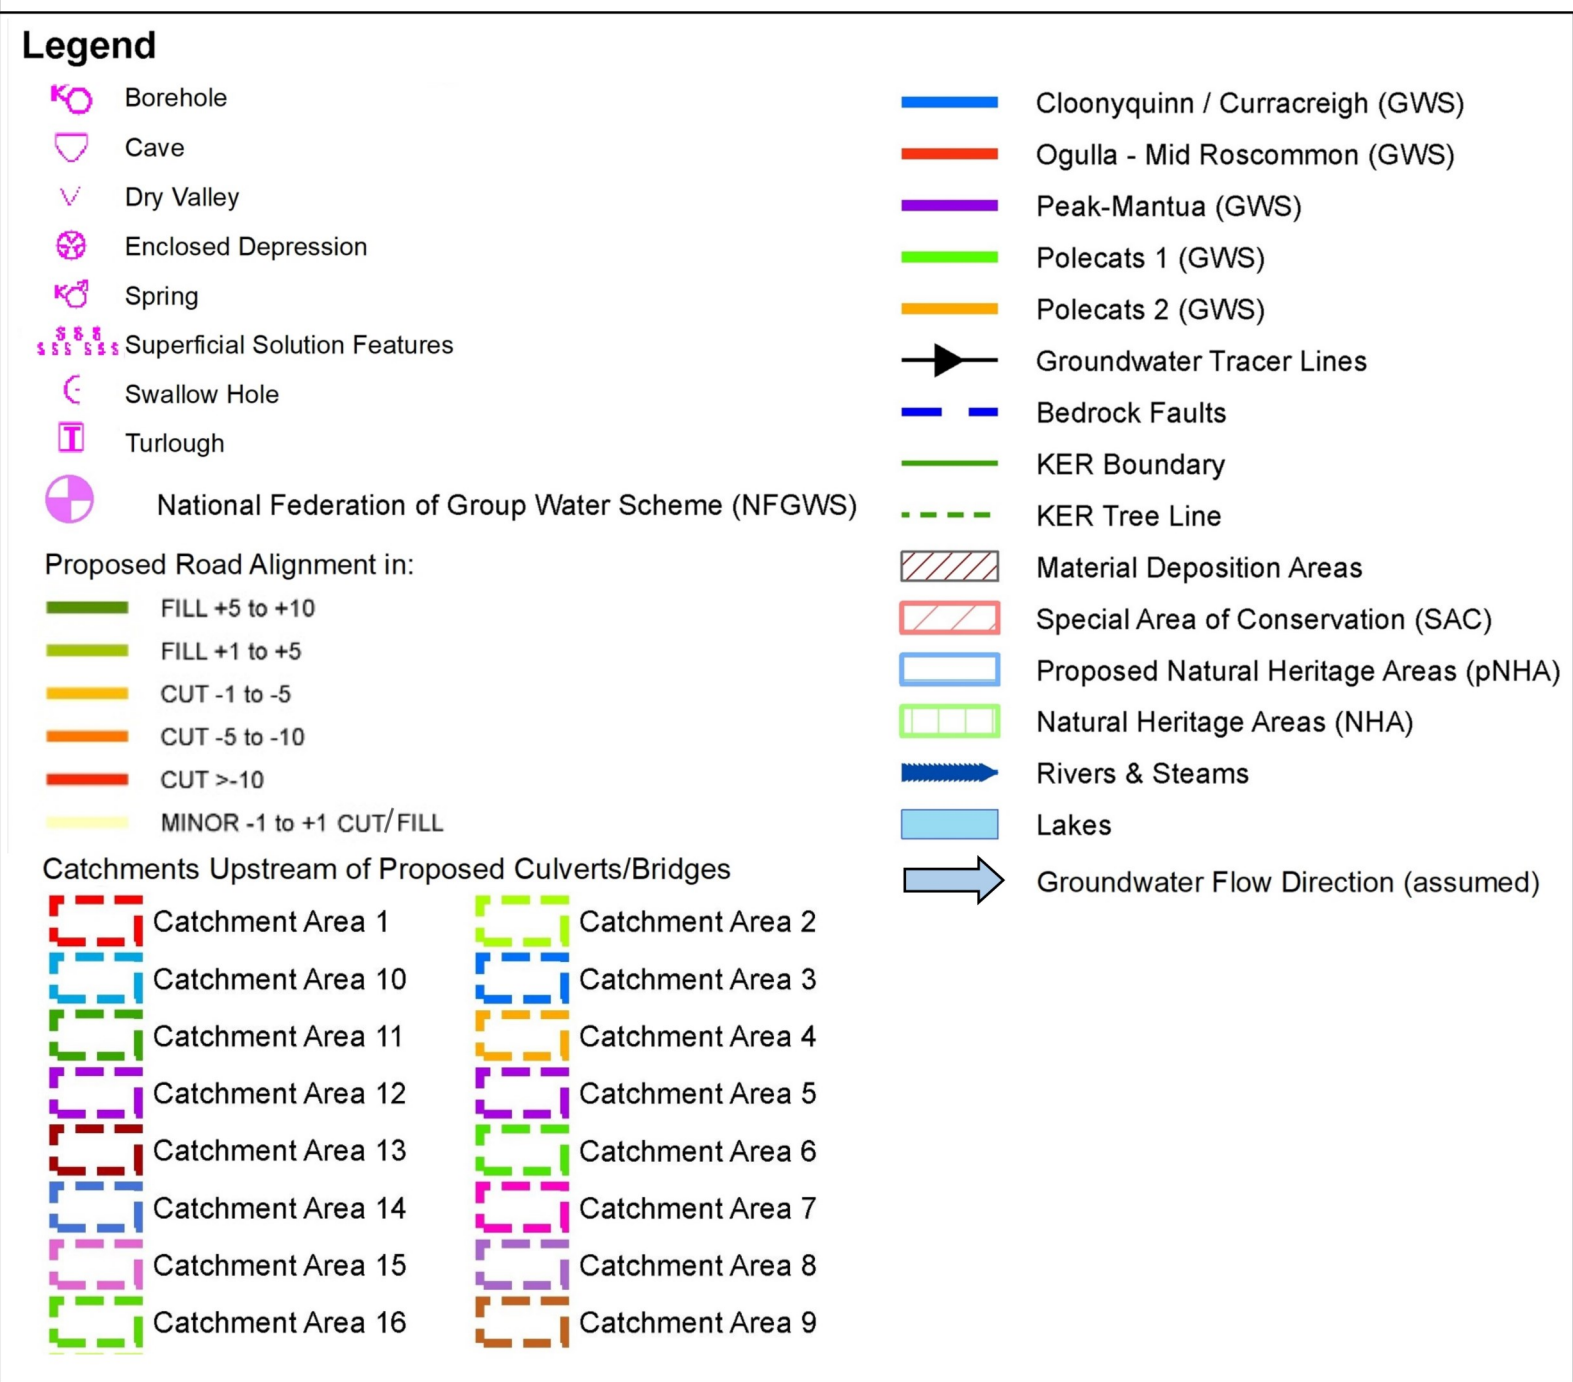 Legend
Borehole
Cave
Dry Valley
Enclosed Depression
Spring
Superficial Solution Features
Swallow Hole
Turlough
National Federation of Group Water Scheme (NFGWS)
Proposed Road Alignment in:
FILL +5 to +10
FILL +1 to +5
CUT -1 to -5
CUT -5 to -10
CUT >-10
MINOR -1 to +1 CUT/FILL
Catchments Upstream of Proposed Culverts/Bridges
Catchment Area 1
Catchment Area 10
Catchment Area 11
Catchment Area 12
Catchment Area 13
Catchment Area 14
Catchment Area 15
Catchment Area 16
Catchment Area 2
Catchment Area 3
Catchment Area 4
Catchment Area 5
Catchment Area 6
Catchment Area 7
Catchment Area 8
Catchment Area 9
Cloonyquinn / Curracreigh (GWS)
Ogulla - Mid Roscommon (GWS)
Peak-Mantua (GWS)
Polecats 1 (GWS)
Polecats 2 (GWS)
Groundwater Tracer Lines
Bedrock Faults
KER Boundary
KER Tree Line
Material Deposition Areas
Special Area of Conservation (SAC)
Proposed Natural Heritage Areas (pNHA)
Natural Heritage Areas (NHA)
Rivers & Steams
Lakes
Groundwater Flow Direction (assumed)